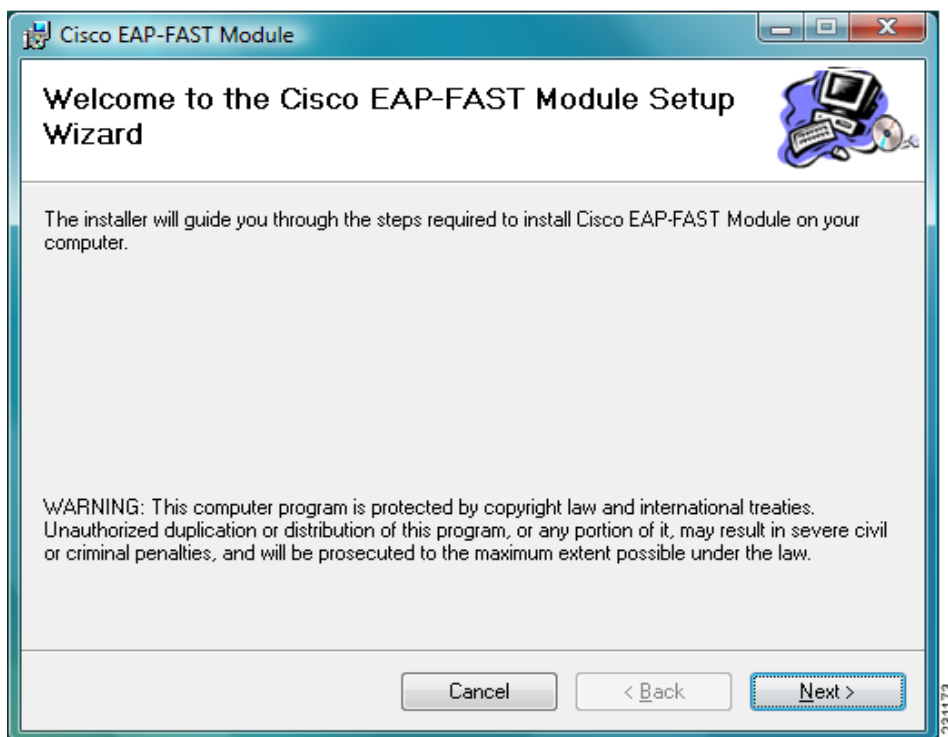 Cisco EAP-FAST Module
Welcome to the Cisco EAP-FAST Module Setup
Wizard
The installer will guide you through the steps required to install Cisco EAP-FAST Module on your
computer.
WARNING: This computer program is protected by copyright law and international treaties.
Unauthorized duplication or distribution of this program, or any portion of it, may result in severe civil
or criminal penalties, and will be prosecuted to the maximum extent possible under the law.
Cancel
< Back
Next >